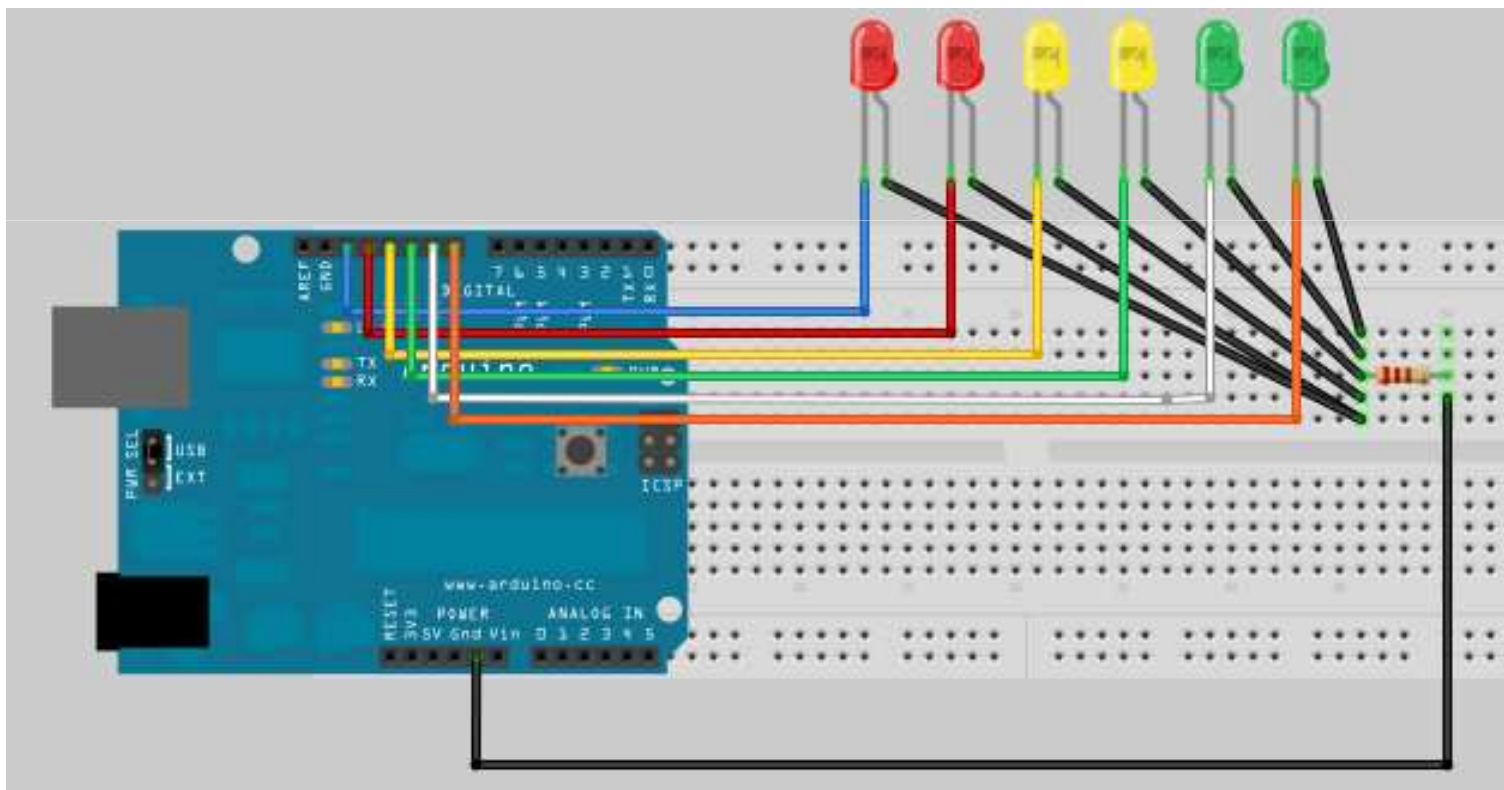 AREF
GND
7 6 5 4 3 2 TX RX 0
DIGITAL
TX
RX
PWR SEL
USB
EXT
ICSP
www.arduino.cc
POWER
ANALOG IN
RESET
3V3
5V Gnd Vin
0 1 2 3 4 5